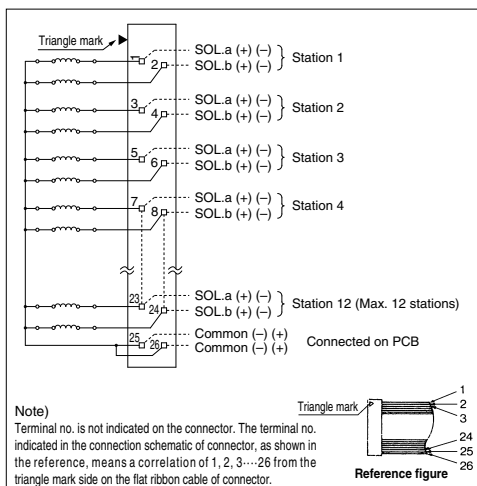 Triangle mark
1
2
SOL.a (+) (–)
SOL.b (+) (–)
Station 1
3
4
SOL.a (+) (–)
SOL.b (+) (–)
Station 2
5
6
SOL.a (+) (–)
SOL.b (+) (–)
Station 3
7
8
SOL.a (+) (–)
SOL.b (+) (–)
Station 4
23
24
SOL.a (+) (–)
SOL.b (+) (–)
Station 12 (Max. 12 stations)
25
26
Common (–) (+)
Common (–) (+)
Connected on PCB
Note)
Terminal no. is not indicated on the connector. The terminal no.
indicated in the connection schematic of connector, as shown in
the reference, means a correlation of 1, 2, 3····26 from the
triangle mark side on the flat ribbon cable of connector.
Triangle mark
1
2
3
24
25
26
Reference figure